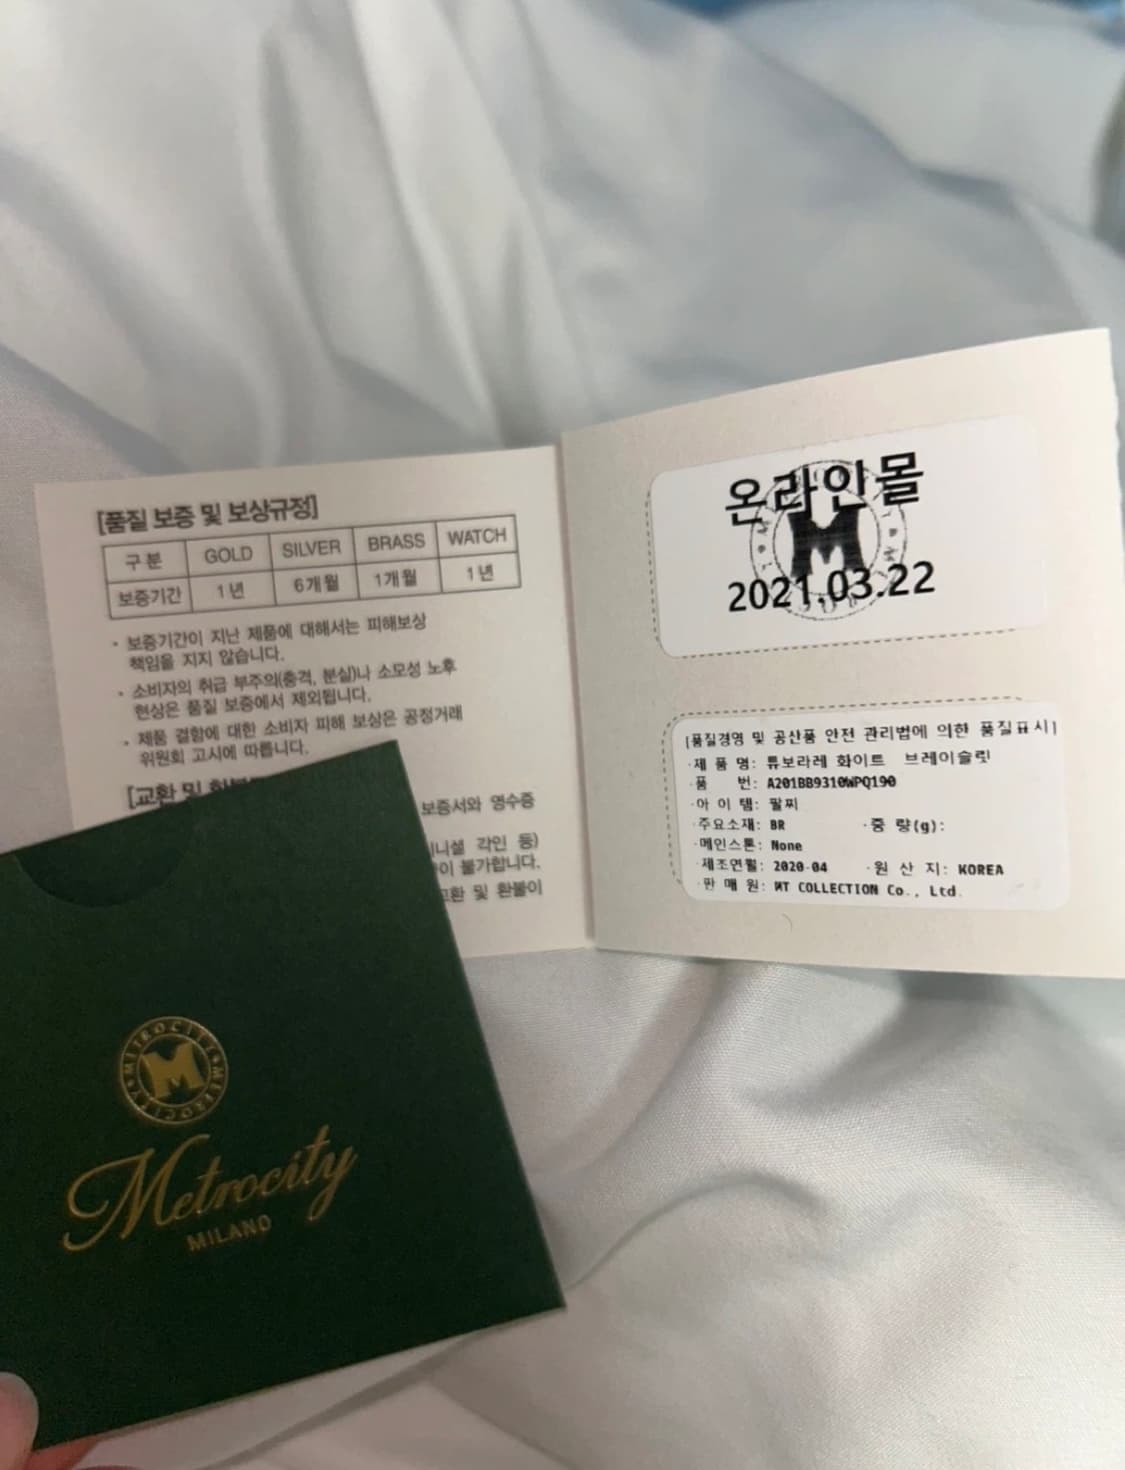 [품질 보증 및 보상규정]
구 분 GOLD SILVER BRASS WATCH
보증기간 1년 6개월 1개월 1년
· 보증기간이 지난 제품에 대해서는 피해보상
책임을 지지 않습니다.
· 소비자의 취급 부주의(충격, 분실)나 소모성 노후
현상은 품질 보증에서 제외됩니다.
· 제품 결함에 대한 소비자 피해 보상은 공정거래
위원회 고시에 따릅니다.
[교환 및
보증서와 영수증
니셜 각인 등)
이 불가합니다.
교환 및 환불이
온라인몰
M
2021.03.22
[품질경영 및 공산품 안전 관리법에 의한 품질표시]
·제 품 명: 튜보라레 화이트 브레이슬릿
·품 번: A201BB9310WPQ190
·아 이 템: 팔찌
·주요소재: BR ·중 량(g):
·메인스톤: None
·제조연월: 2020-04 ·원 산 지: KOREA
·판 매 원: MT COLLECTION Co., Ltd.
METROCITY METROCITY
M
Metrocity
MILANO